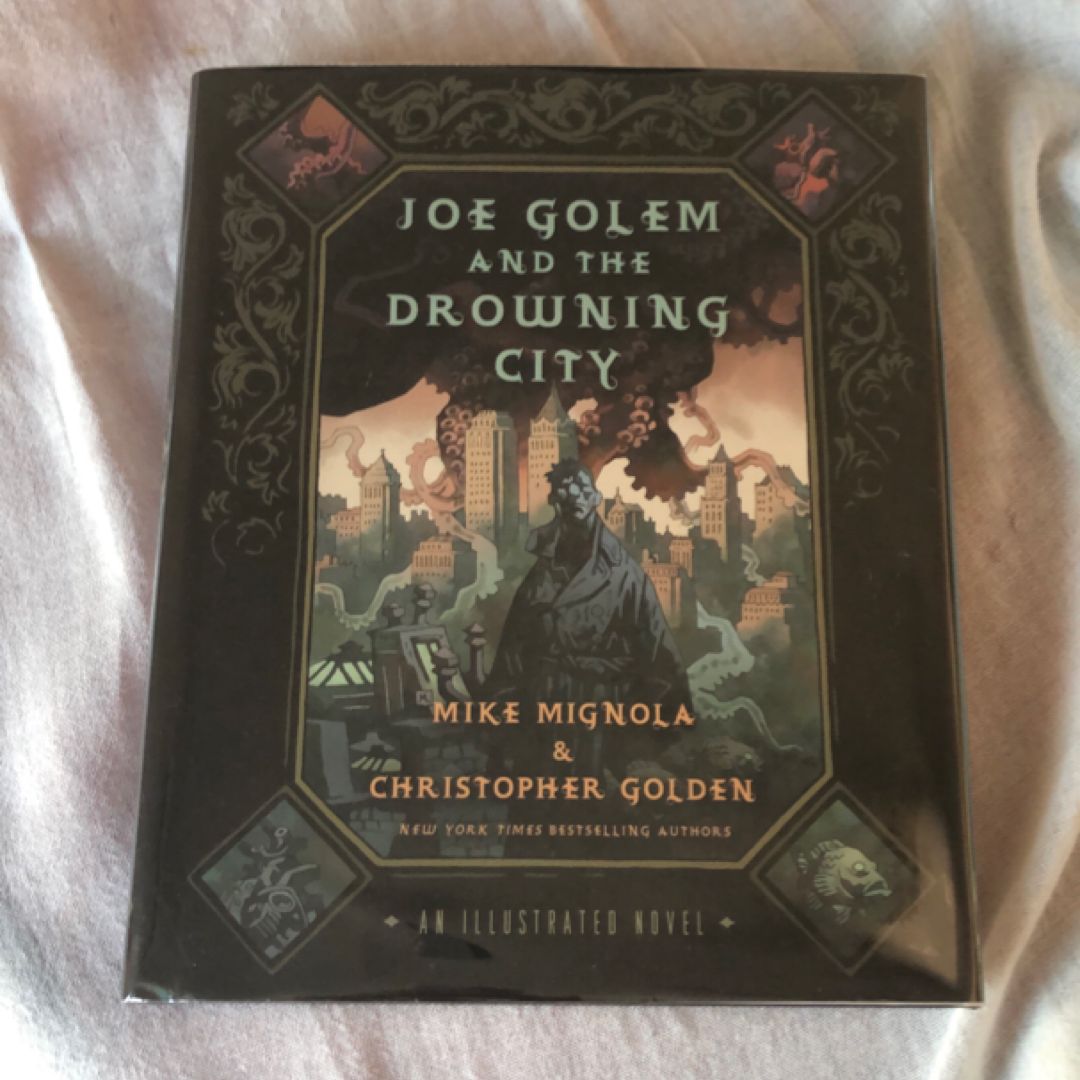 JOE GOLEM
AND THE
DROWNING
CITY
MIKE MIGNOLA
&
CHRISTOPHER GOLDEN
NEW YORK TIMES BESTSELLING AUTHORS
AN ILLUSTRATED NOVEL